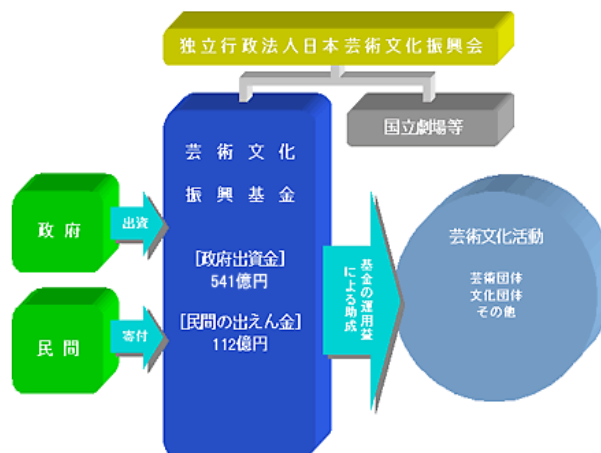 独立行政法人日本芸術文化振興会
国立劇場等
芸術文化
振興基金
[政府出資金]
541億円
[民間の出えん金]
112億円
政府
出資
民間
寄付
基金の運用益
による助成
芸術文化活動
芸術団体
文化団体
その他